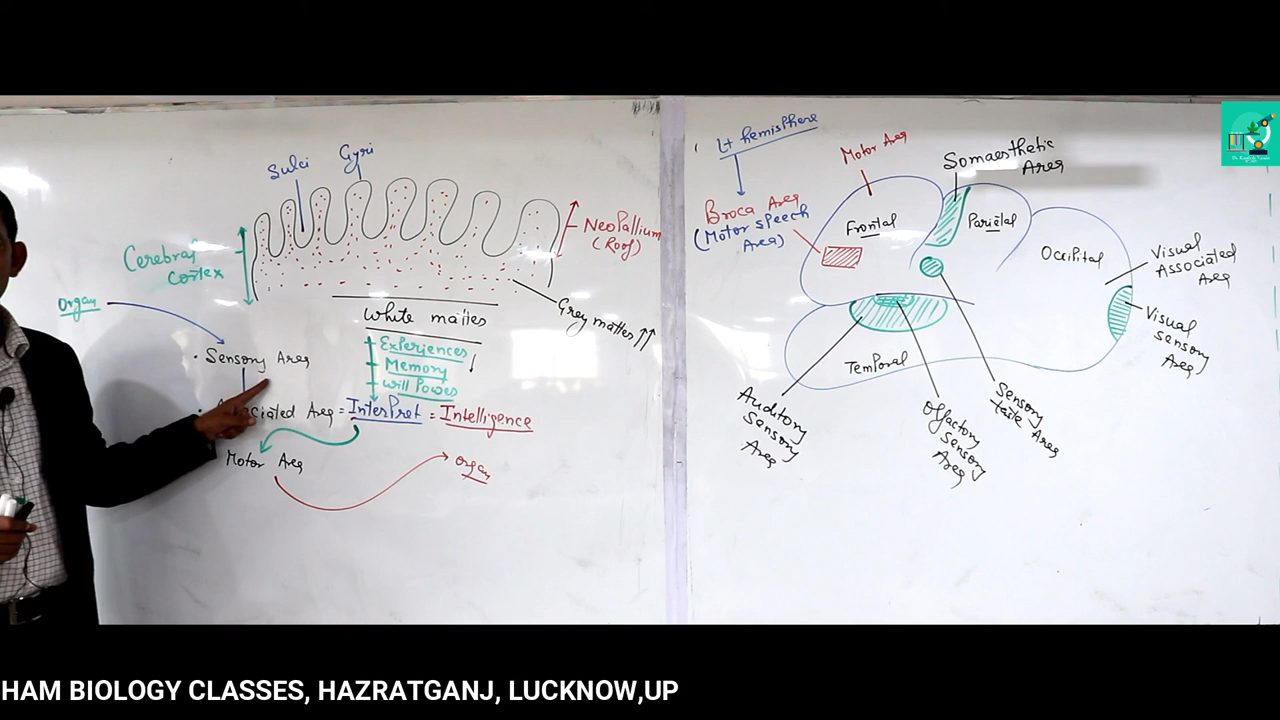 Sulci Gyri
Cerebral
Cortex
NeoPallium
(Roof)
Grey matter ↑↑
White matter
Organ
Experiences
Memory
Will Power
• Sensory Area
Area = InterPret = Intelligence
Motor Area
organ
Lt hemisphere
Motor Area
Somaesthetic
Area
Broca Area
(Motor speech
Area)
Frontal
Parietal
Occipital
Visual
Associated
Area
Visual
Sensory
Area
Temporal
Auditory
Sensory
Area
Olfactory
Sensory
Area
Sensory
taste Area
HAM BIOLOGY CLASSES, HAZRATGANJ, LUCKNOW,UP